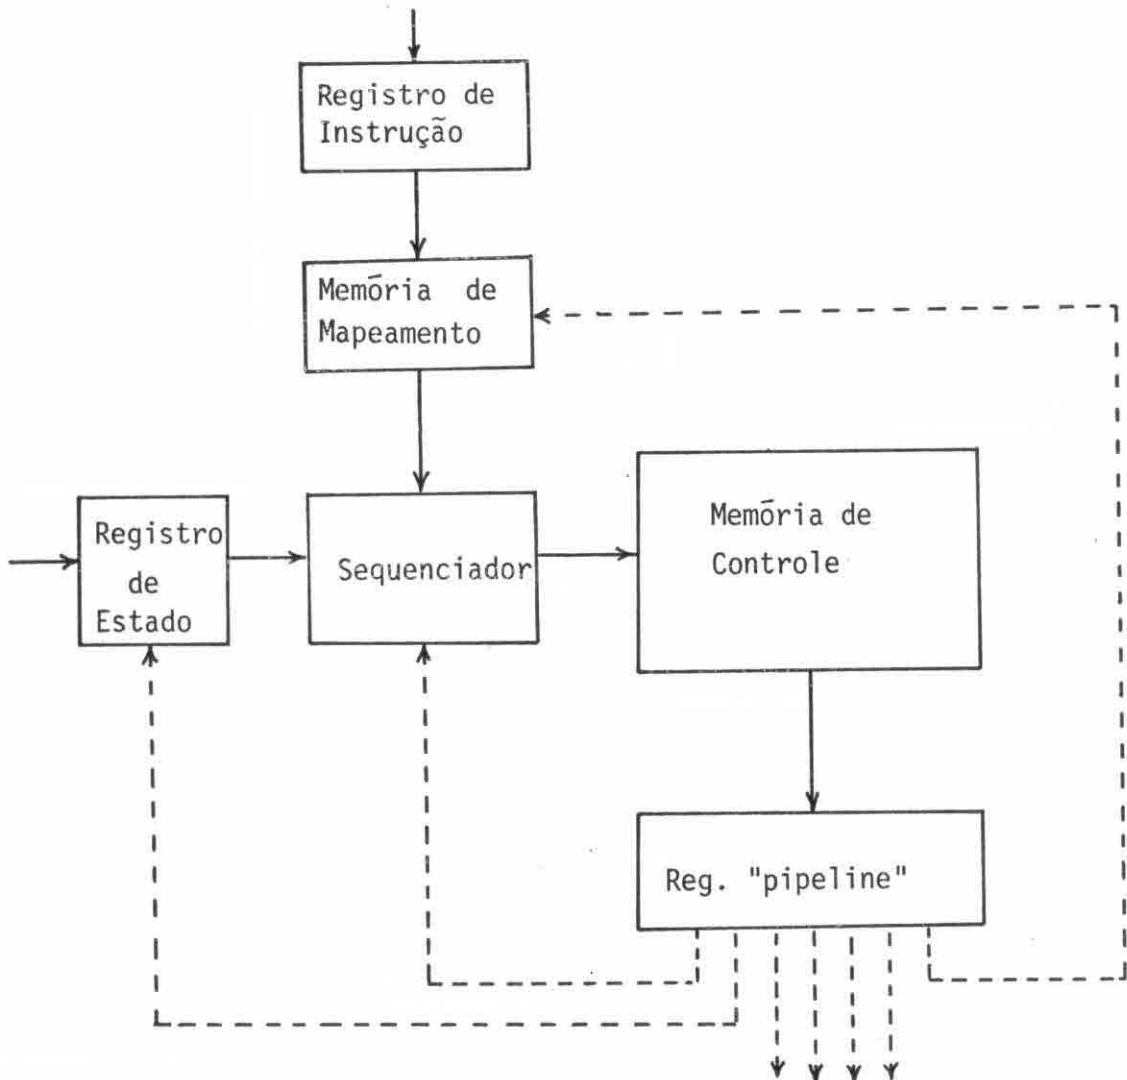 Registro de
Instrução
Memória de
Mapeamento
Registro
de
Estado
Sequenciador
Memória de
Controle
Reg. "pipeline"